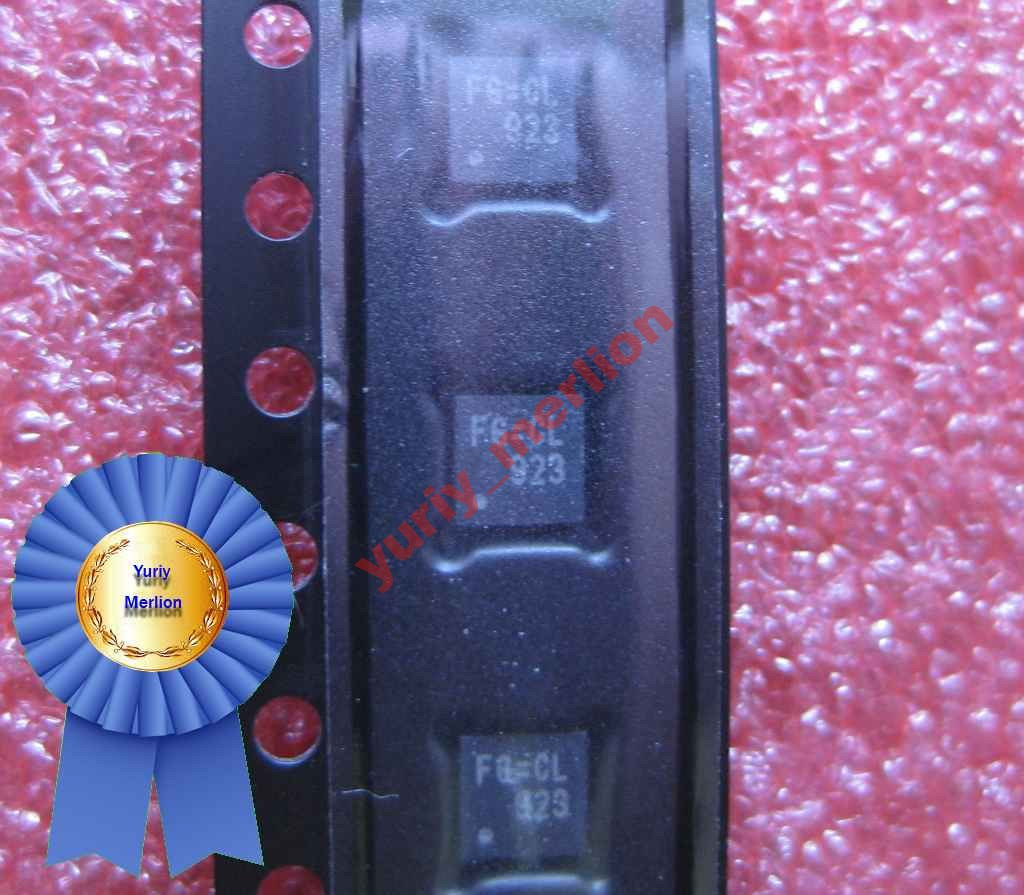 FG=CL
923
FG=CL
923
yuriy_merlion
Yuriy
Merlion
FG=CL
923